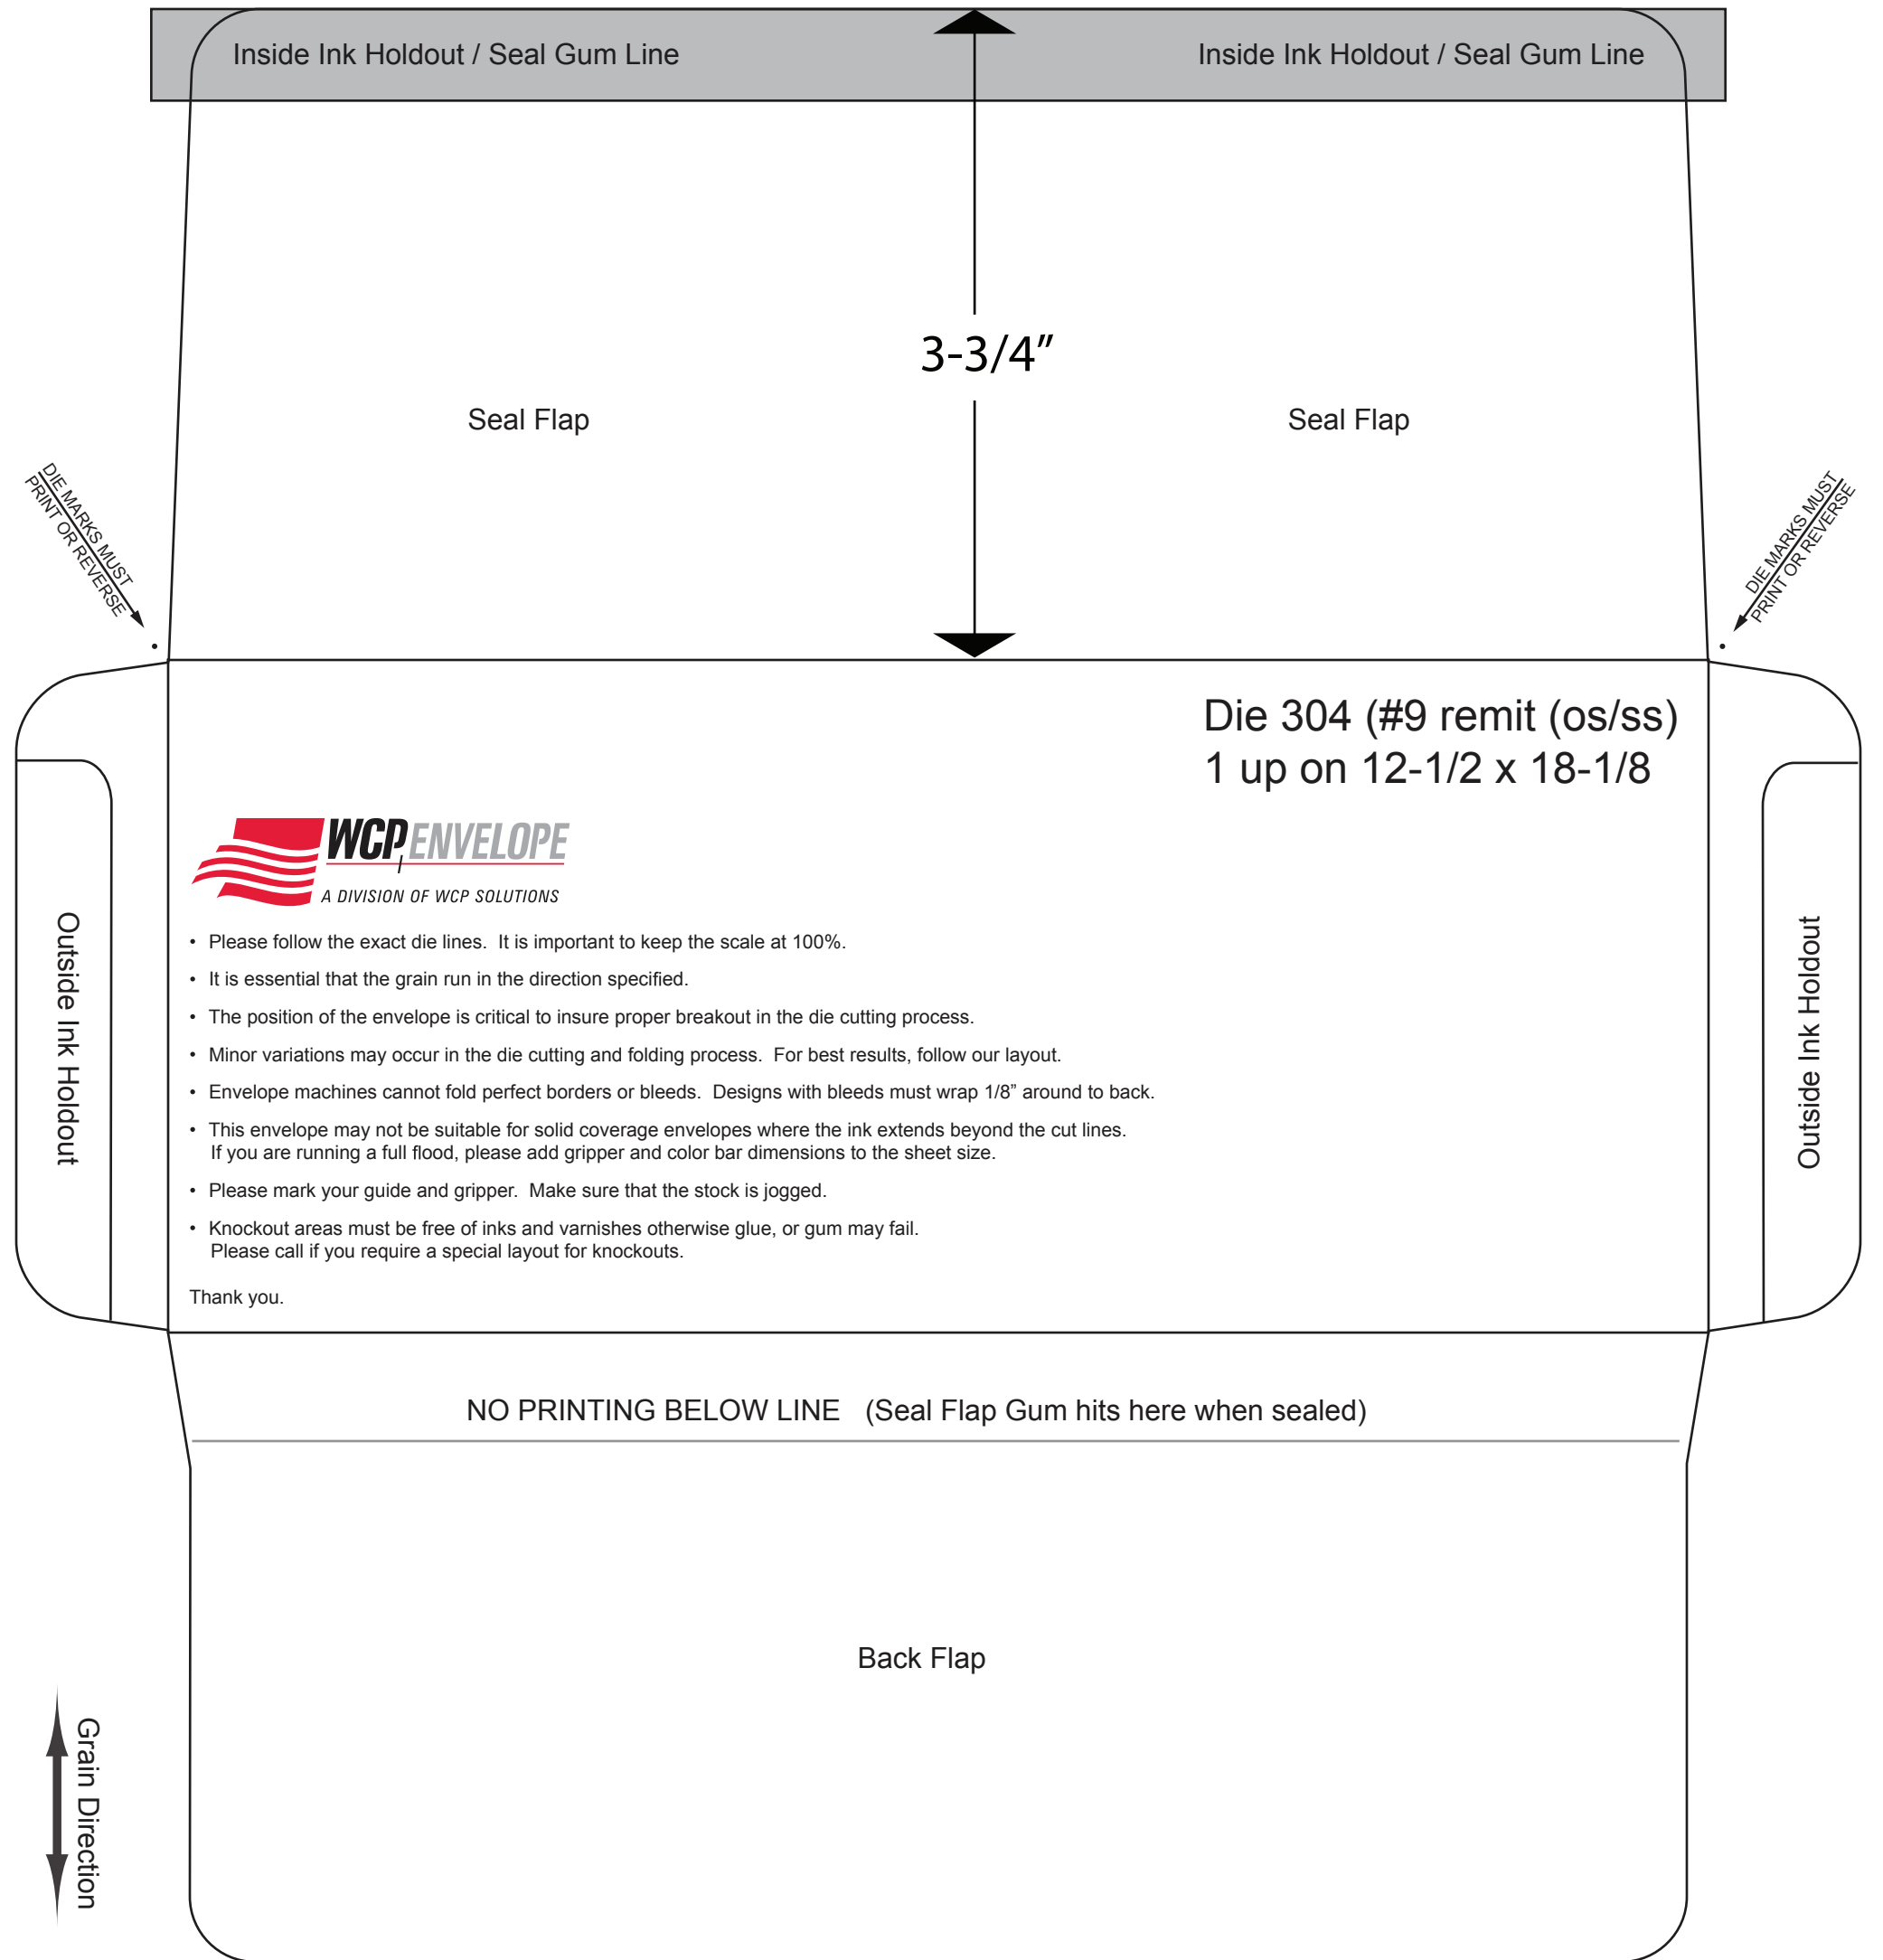 Inside Ink Holdout / Seal Gum Line
Inside Ink Holdout / Seal Gum Line
3-3/4″
Seal Flap
Seal Flap
DIE MARKS MUST
PRINT OR REVERSE
DIE MARKS MUST
PRINT OR REVERSE
Die 304 (#9 remit (os/ss)
1 up on 12-1/2 x 18-1/8
WCP ENVELOPE
A DIVISION OF WCP SOLUTIONS
• Please follow the exact die lines.  It is important to keep the scale at 100%.
• It is essential that the grain run in the direction specified.
• The position of the envelope is critical to insure proper breakout in the die cutting process.
• Minor variations may occur in the die cutting and folding process.  For best results, follow our layout.
• Envelope machines cannot fold perfect borders or bleeds.  Designs with bleeds must wrap 1/8” around to back.
• This envelope may not be suitable for solid coverage envelopes where the ink extends beyond the cut lines.
If you are running a full flood, please add gripper and color bar dimensions to the sheet size.
• Please mark your guide and gripper.  Make sure that the stock is jogged.
• Knockout areas must be free of inks and varnishes otherwise glue, or gum may fail.
Please call if you require a special layout for knockouts.
Thank you.
Outside Ink Holdout
Outside Ink Holdout
NO PRINTING BELOW LINE   (Seal Flap Gum hits here when sealed)
Back Flap
Grain Direction